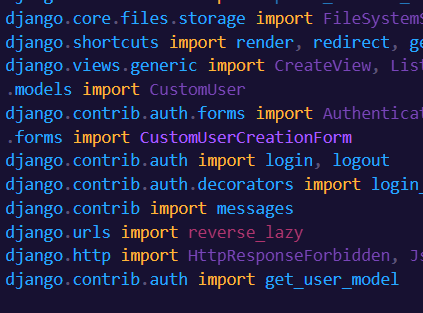 django.core.files.storage import FileSystemS
django.shortcuts import render, redirect, ge
django.views.generic import CreateView, List
.models import CustomUser
django.contrib.auth.forms import Authenticat
.forms import CustomUserCreationForm
django.contrib.auth import login, logout
django.contrib.auth.decorators import login_
django.contrib import messages
django.urls import reverse_lazy
django.http import HttpResponseForbidden, Js
django.contrib.auth import get_user_model